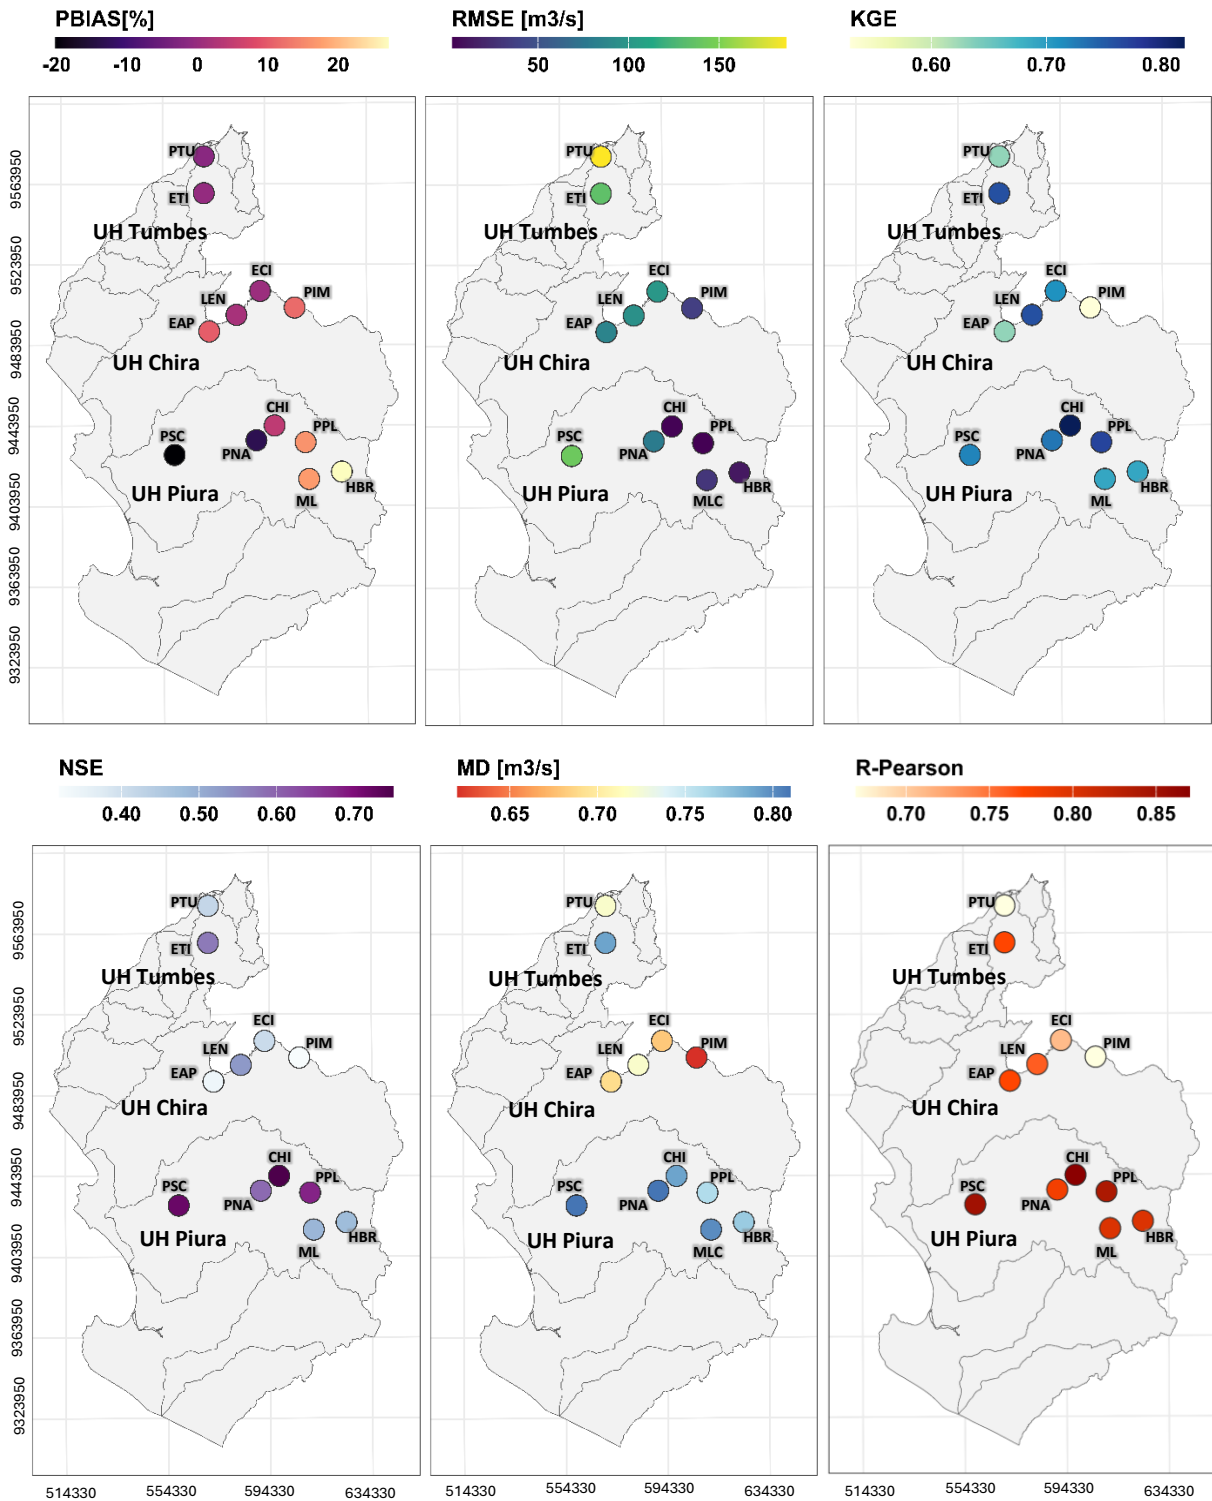 PBIAS[%] RMSE [m3/s] KGE
-20 -10 0 10 20 50 100 150 0.60 0.70 0.80
PTU PTU PTU
9563950
ETI ETI ETI
UH Tumbes UH Tumbes UH Tumbes
9523950
ECI ECI ECI
LEN PIM LEN PIM LEN PIM
EAP EAP EAP
9483950
UH Chira UH Chira UH Chira
CHI CHI CHI
9443950
PPL PPL PPL
PSC PNA PSC PNA PSC PNA
UH Piura HBR UH Piura HBR UH Piura HBR
ML MLC ML
9403950
9363950
9323950
NSE MD [m3/s] R-Pearson
0.40 0.50 0.60 0.70 0.65 0.70 0.75 0.80 0.70 0.75 0.80 0.85
PTU PTU PTU
9563950
ETI ETI ETI
UH Tumbes UH Tumbes UH Tumbes
9523950
ECI ECI ECI
LEN PIM LEN PIM LEN PIM
EAP EAP EAP
9483950
UH Chira UH Chira UH Chira
CHI CHI CHI
9443950
PPL PPL PPL
PSC PNA PSC PNA PSC PNA
UH Piura HBR UH Piura HBR UH Piura HBR
ML MLC ML
9403950
9363950
9323950
514330 554330 594330 634330 514330 554330 594330 634330 514330 554330 594330 634330